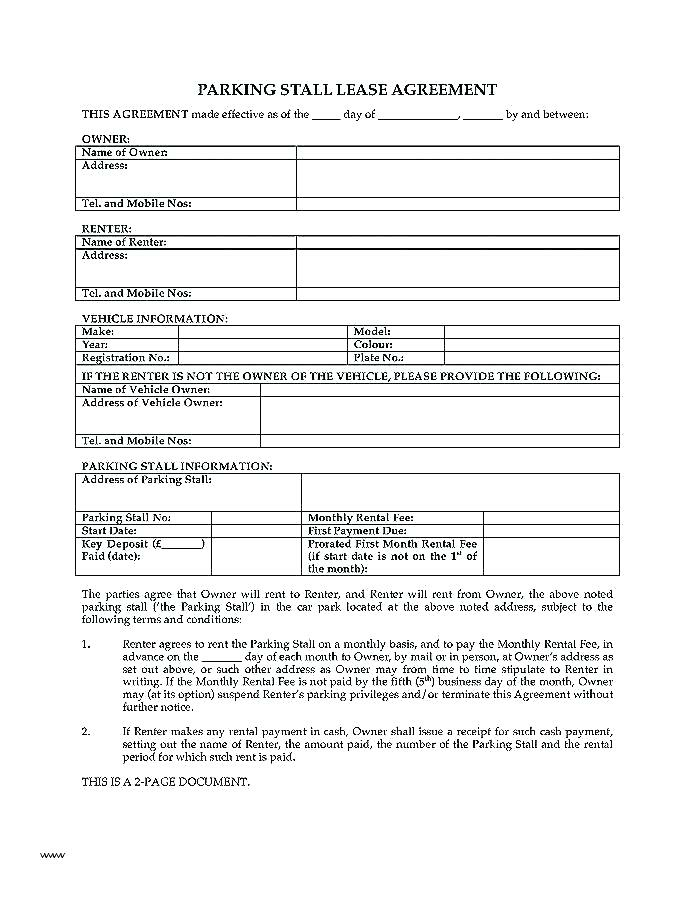 PARKING STALL LEASE AGREEMENT
THIS AGREEMENT made effective as of the _____ day of ______________, _______ by and between:
OWNER:
Name of Owner:
Address:
Tel. and Mobile Nos:
RENTER:
Name of Renter:
Address:
Tel. and Mobile Nos:
VEHICLE INFORMATION:
Make: Model:
Year: Colour:
Registration No.: Plate No.:
IF THE RENTER IS NOT THE OWNER OF THE VEHICLE, PLEASE PROVIDE THE FOLLOWING:
Name of Vehicle Owner:
Address of Vehicle Owner:
Tel. and Mobile Nos:
PARKING STALL INFORMATION:
Address of Parking Stall:
Parking Stall No: Monthly Rental Fee:
Start Date: First Payment Due:
Key Deposit (£_______) Prorated First Month Rental Fee
Paid (date): (if start date is not on the 1st of
the month):
The parties agree that Owner will rent to Renter, and Renter will rent from Owner, the above noted
parking stall ('the Parking Stall') in the car park located at the above noted address, subject to the
following terms and conditions:
1. Renter agrees to rent the Parking Stall on a monthly basis, and to pay the Monthly Rental Fee, in
advance on the _______ day of each month to Owner, by mail or in person, at Owner's address as
set out above, or such other address as Owner may from time to time stipulate to Renter in
writing. If the Monthly Rental Fee is not paid by the fifth (5th) business day of the month, Owner
may (at its option) suspend Renter's parking privileges and/or terminate this Agreement without
further notice.
2. If Renter makes any rental payment in cash, Owner shall issue a receipt for such cash payment,
setting out the name of Renter, the amount paid, the number of the Parking Stall and the rental
period for which such rent is paid.
THIS IS A 2-PAGE DOCUMENT.
www